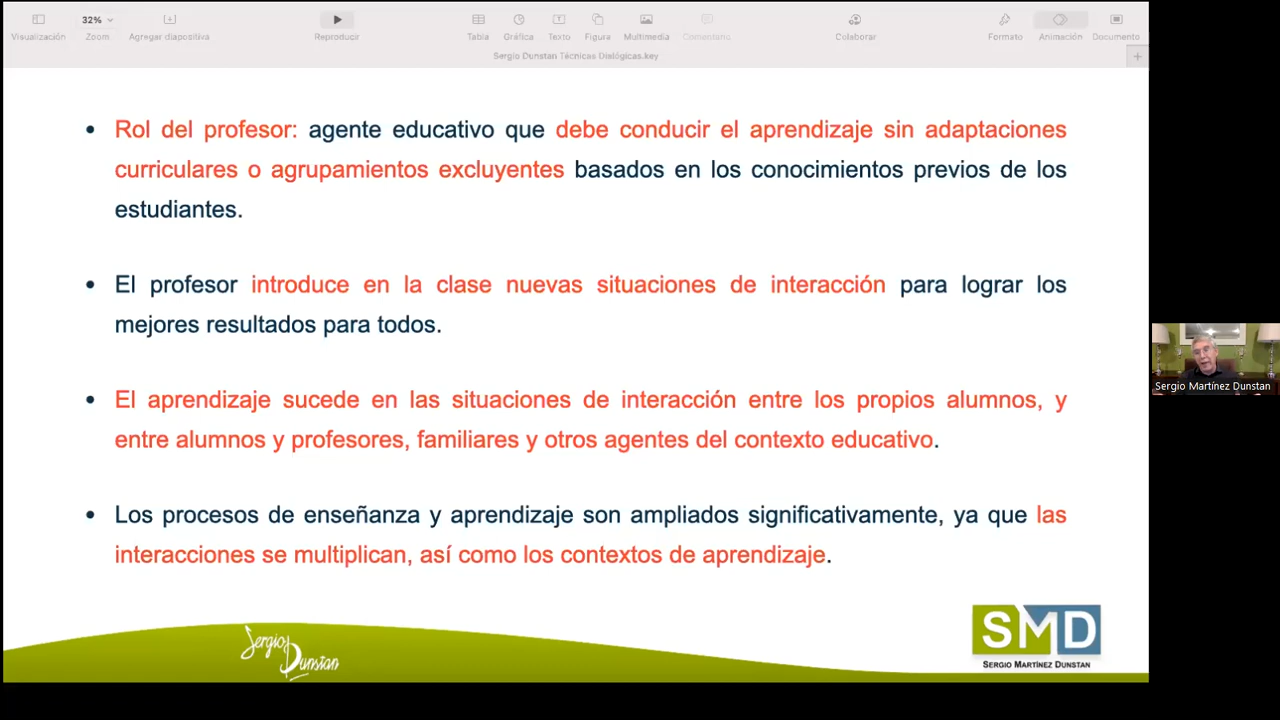 32%
Visualización Zoom Agregar diapositiva Reproducir Tabla Gráfica Texto Figura Multimedia Comentario Colaborar Formato Animación Documento
Sergio Dunstan Técnicas Dialógicas.key
• Rol del profesor: agente educativo que debe conducir el aprendizaje sin adaptaciones
curriculares o agrupamientos excluyentes basados en los conocimientos previos de los
estudiantes.
• El profesor introduce en la clase nuevas situaciones de interacción para lograr los
mejores resultados para todos.
• El aprendizaje sucede en las situaciones de interacción entre los propios alumnos, y
entre alumnos y profesores, familiares y otros agentes del contexto educativo.
• Los procesos de enseñanza y aprendizaje son ampliados significativamente, ya que las
interacciones se multiplican, así como los contextos de aprendizaje.
Sergio Martínez Dunstan
Sergio
Dunstan
SMD
SERGIO MARTÍNEZ DUNSTAN